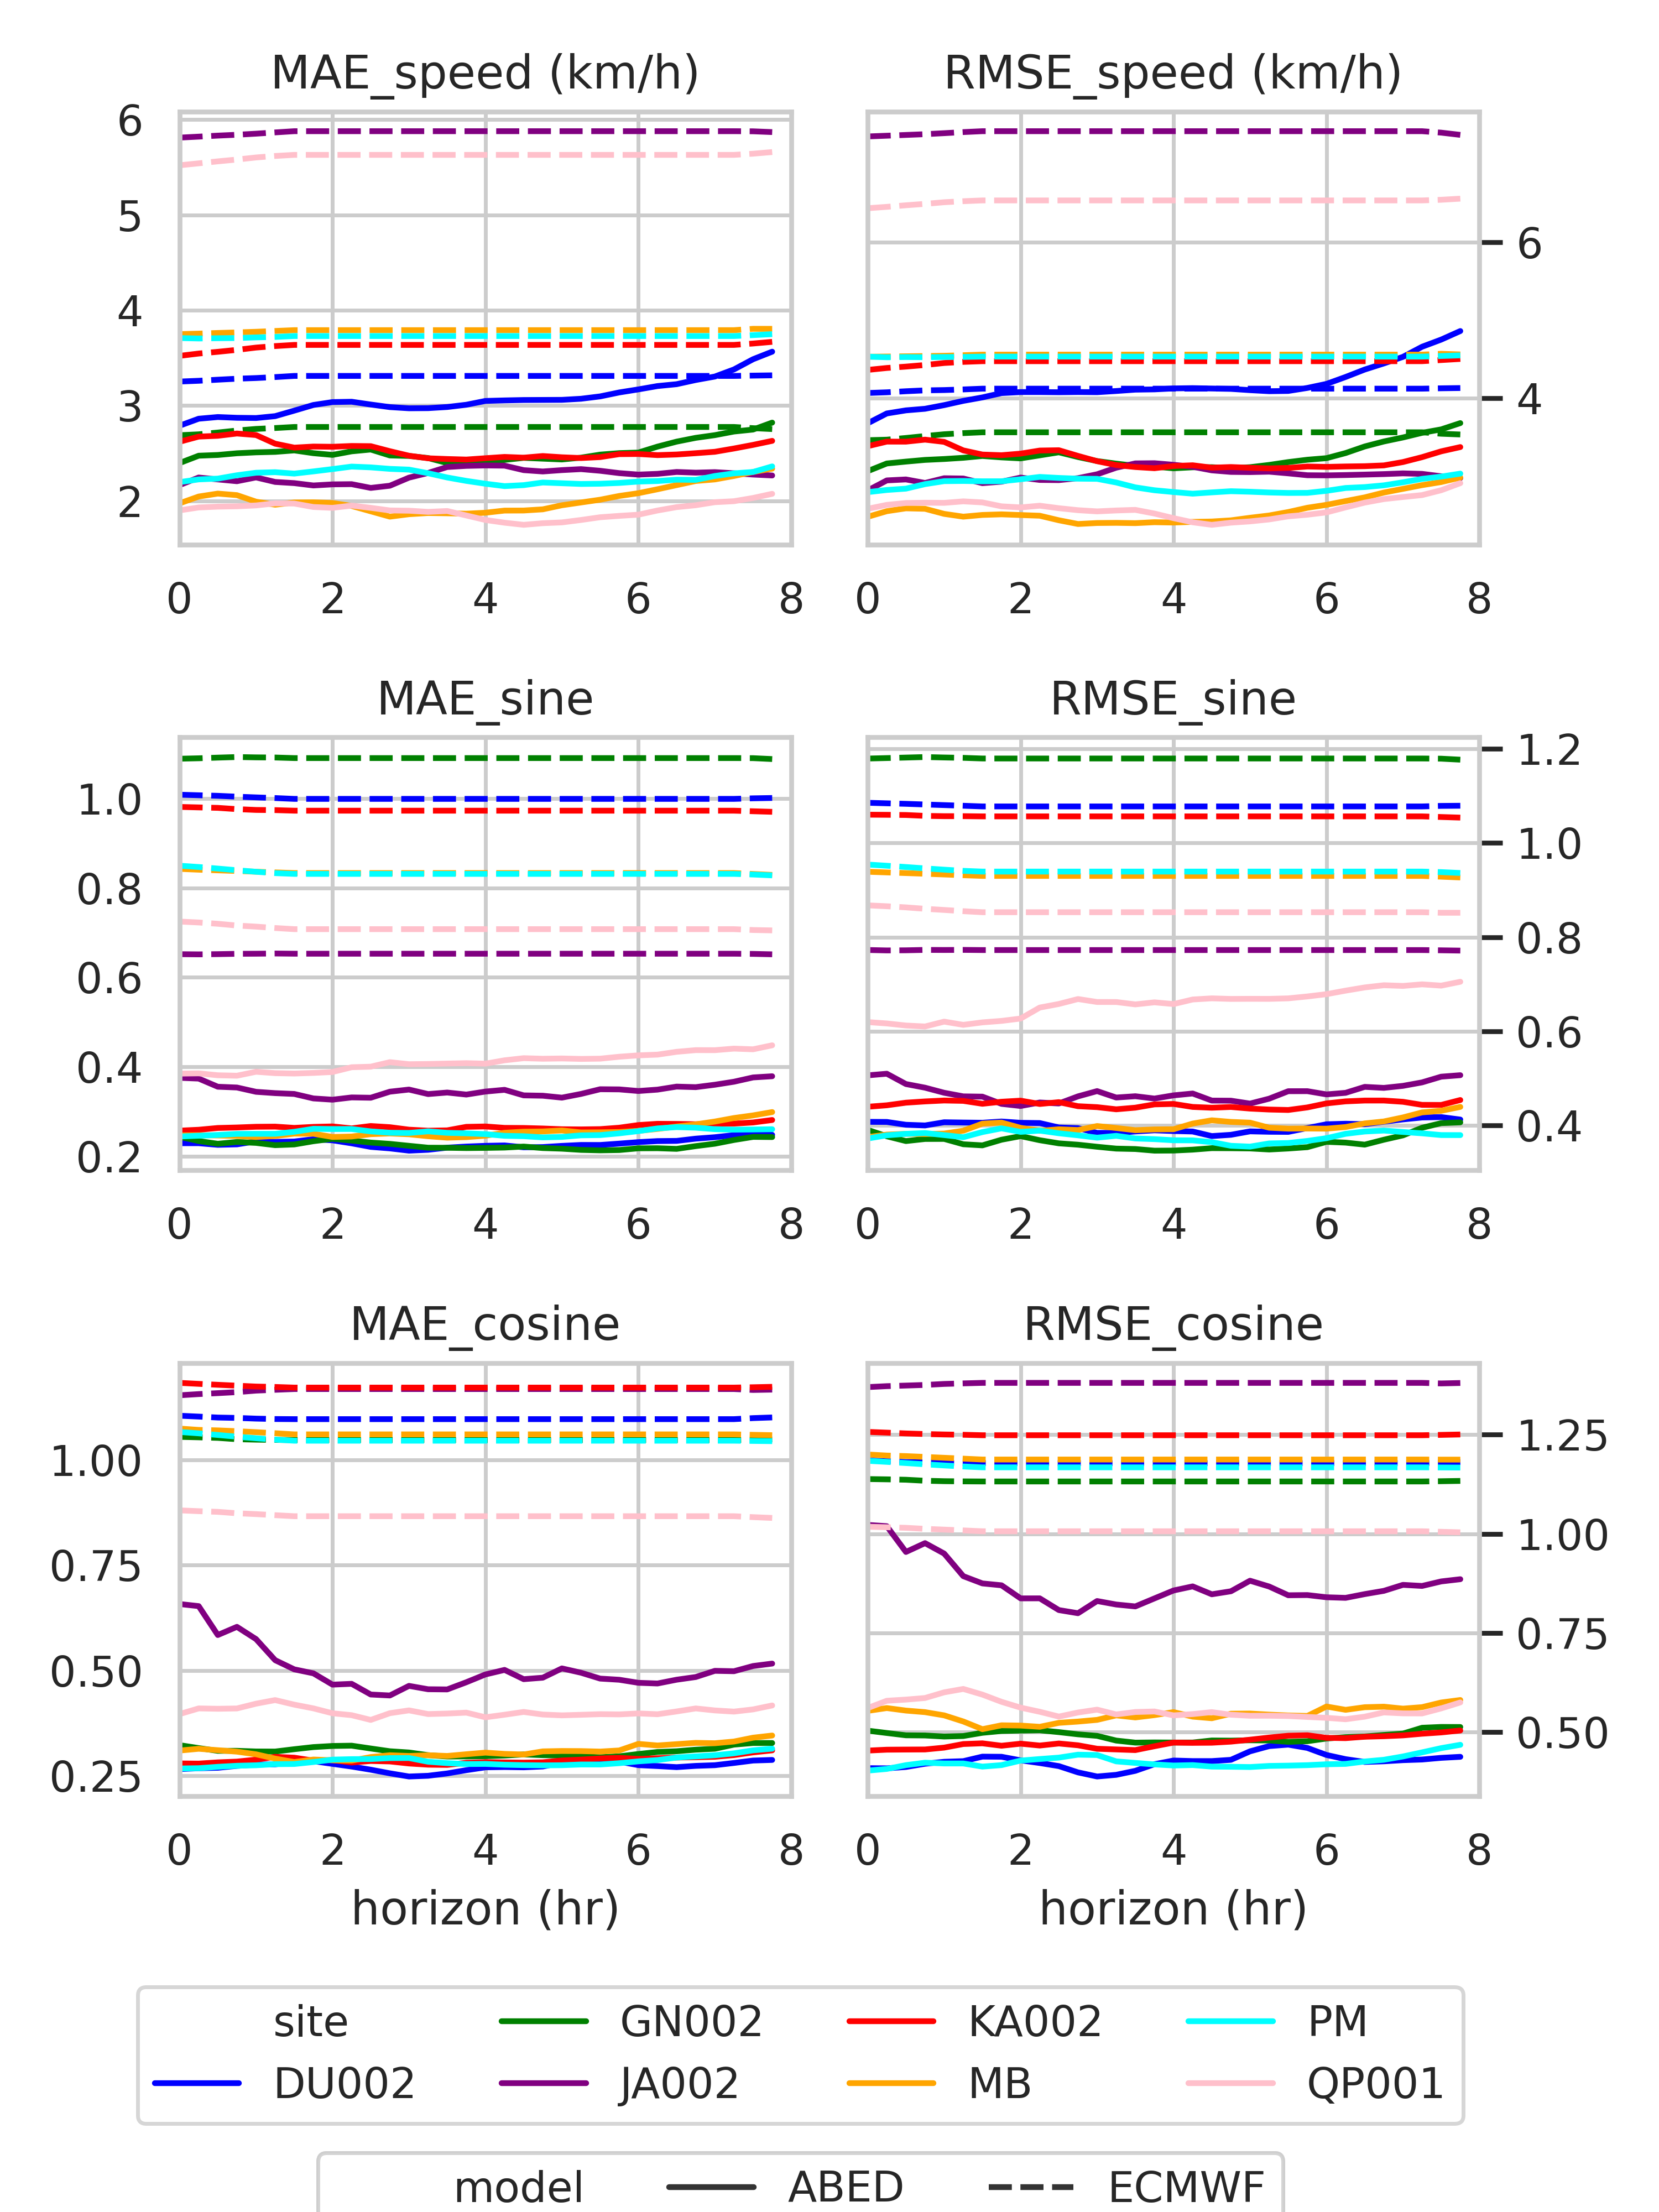 MAE_speed (km/h) RMSE_speed (km/h)
6
5
4
3
2
6
4
0 2 4 6 8 0 2 4 6 8
MAE_sine RMSE_sine
1.0
0.8
0.6
0.4
0.2
1.2
1.0
0.8
0.6
0.4
0 2 4 6 8 0 2 4 6 8
MAE_cosine RMSE_cosine
1.00
0.75
0.50
0.25
1.25
1.00
0.75
0.50
0 2 4 6 8 0 2 4 6 8
horizon (hr) horizon (hr)
site GN002 KA002 PM
DU002 JA002 MB QP001
model ABED ECMWF